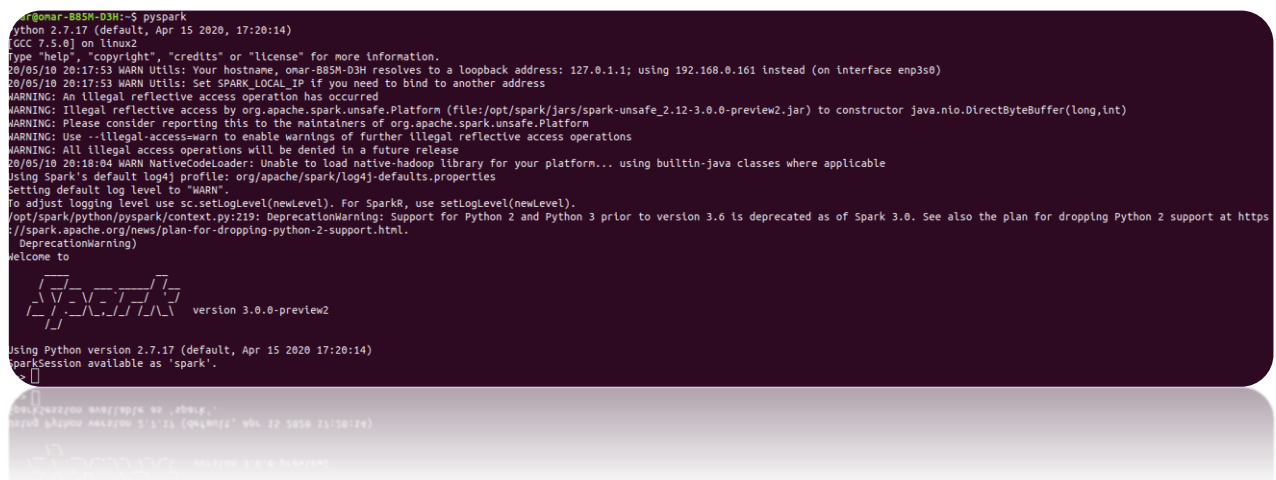 ar@omar-B85M-D3H:~$ pyspark
ython 2.7.17 (default, Apr 15 2020, 17:20:14)
[GCC 7.5.0] on linux2
Type "help", "copyright", "credits" or "license" for more information.
20/05/10 20:17:53 WARN Utils: Your hostname, omar-B85M-D3H resolves to a loopback address: 127.0.1.1; using 192.168.0.161 instead (on interface enp3s0)
20/05/10 20:17:53 WARN Utils: Set SPARK_LOCAL_IP if you need to bind to another address
WARNING: An illegal reflective access operation has occurred
WARNING: Illegal reflective access by org.apache.spark.unsafe.Platform (file:/opt/spark/jars/spark-unsafe_2.12-3.0.0-preview2.jar) to constructor java.nio.DirectByteBuffer(long,int)
WARNING: Please consider reporting this to the maintainers of org.apache.spark.unsafe.Platform
WARNING: Use --illegal-access=warn to enable warnings of further illegal reflective access operations
WARNING: All illegal access operations will be denied in a future release
20/05/10 20:18:04 WARN NativeCodeLoader: Unable to load native-hadoop library for your platform... using builtin-java classes where applicable
Using Spark's default log4j profile: org/apache/spark/log4j-defaults.properties
Setting default log level to "WARN".
To adjust logging level use sc.setLogLevel(newLevel). For SparkR, use setLogLevel(newLevel).
/opt/spark/python/pyspark/context.py:219: DeprecationWarning: Support for Python 2 and Python 3 prior to version 3.6 is deprecated as of Spark 3.0. See also the plan for dropping Python 2 support at https
://spark.apache.org/news/plan-for-dropping-python-2-support.html.
  DeprecationWarning)
Welcome to
Spark version 3.0.0-preview2
Using Python version 2.7.17 (default, Apr 15 2020 17:20:14)
SparkSession available as 'spark'.
>